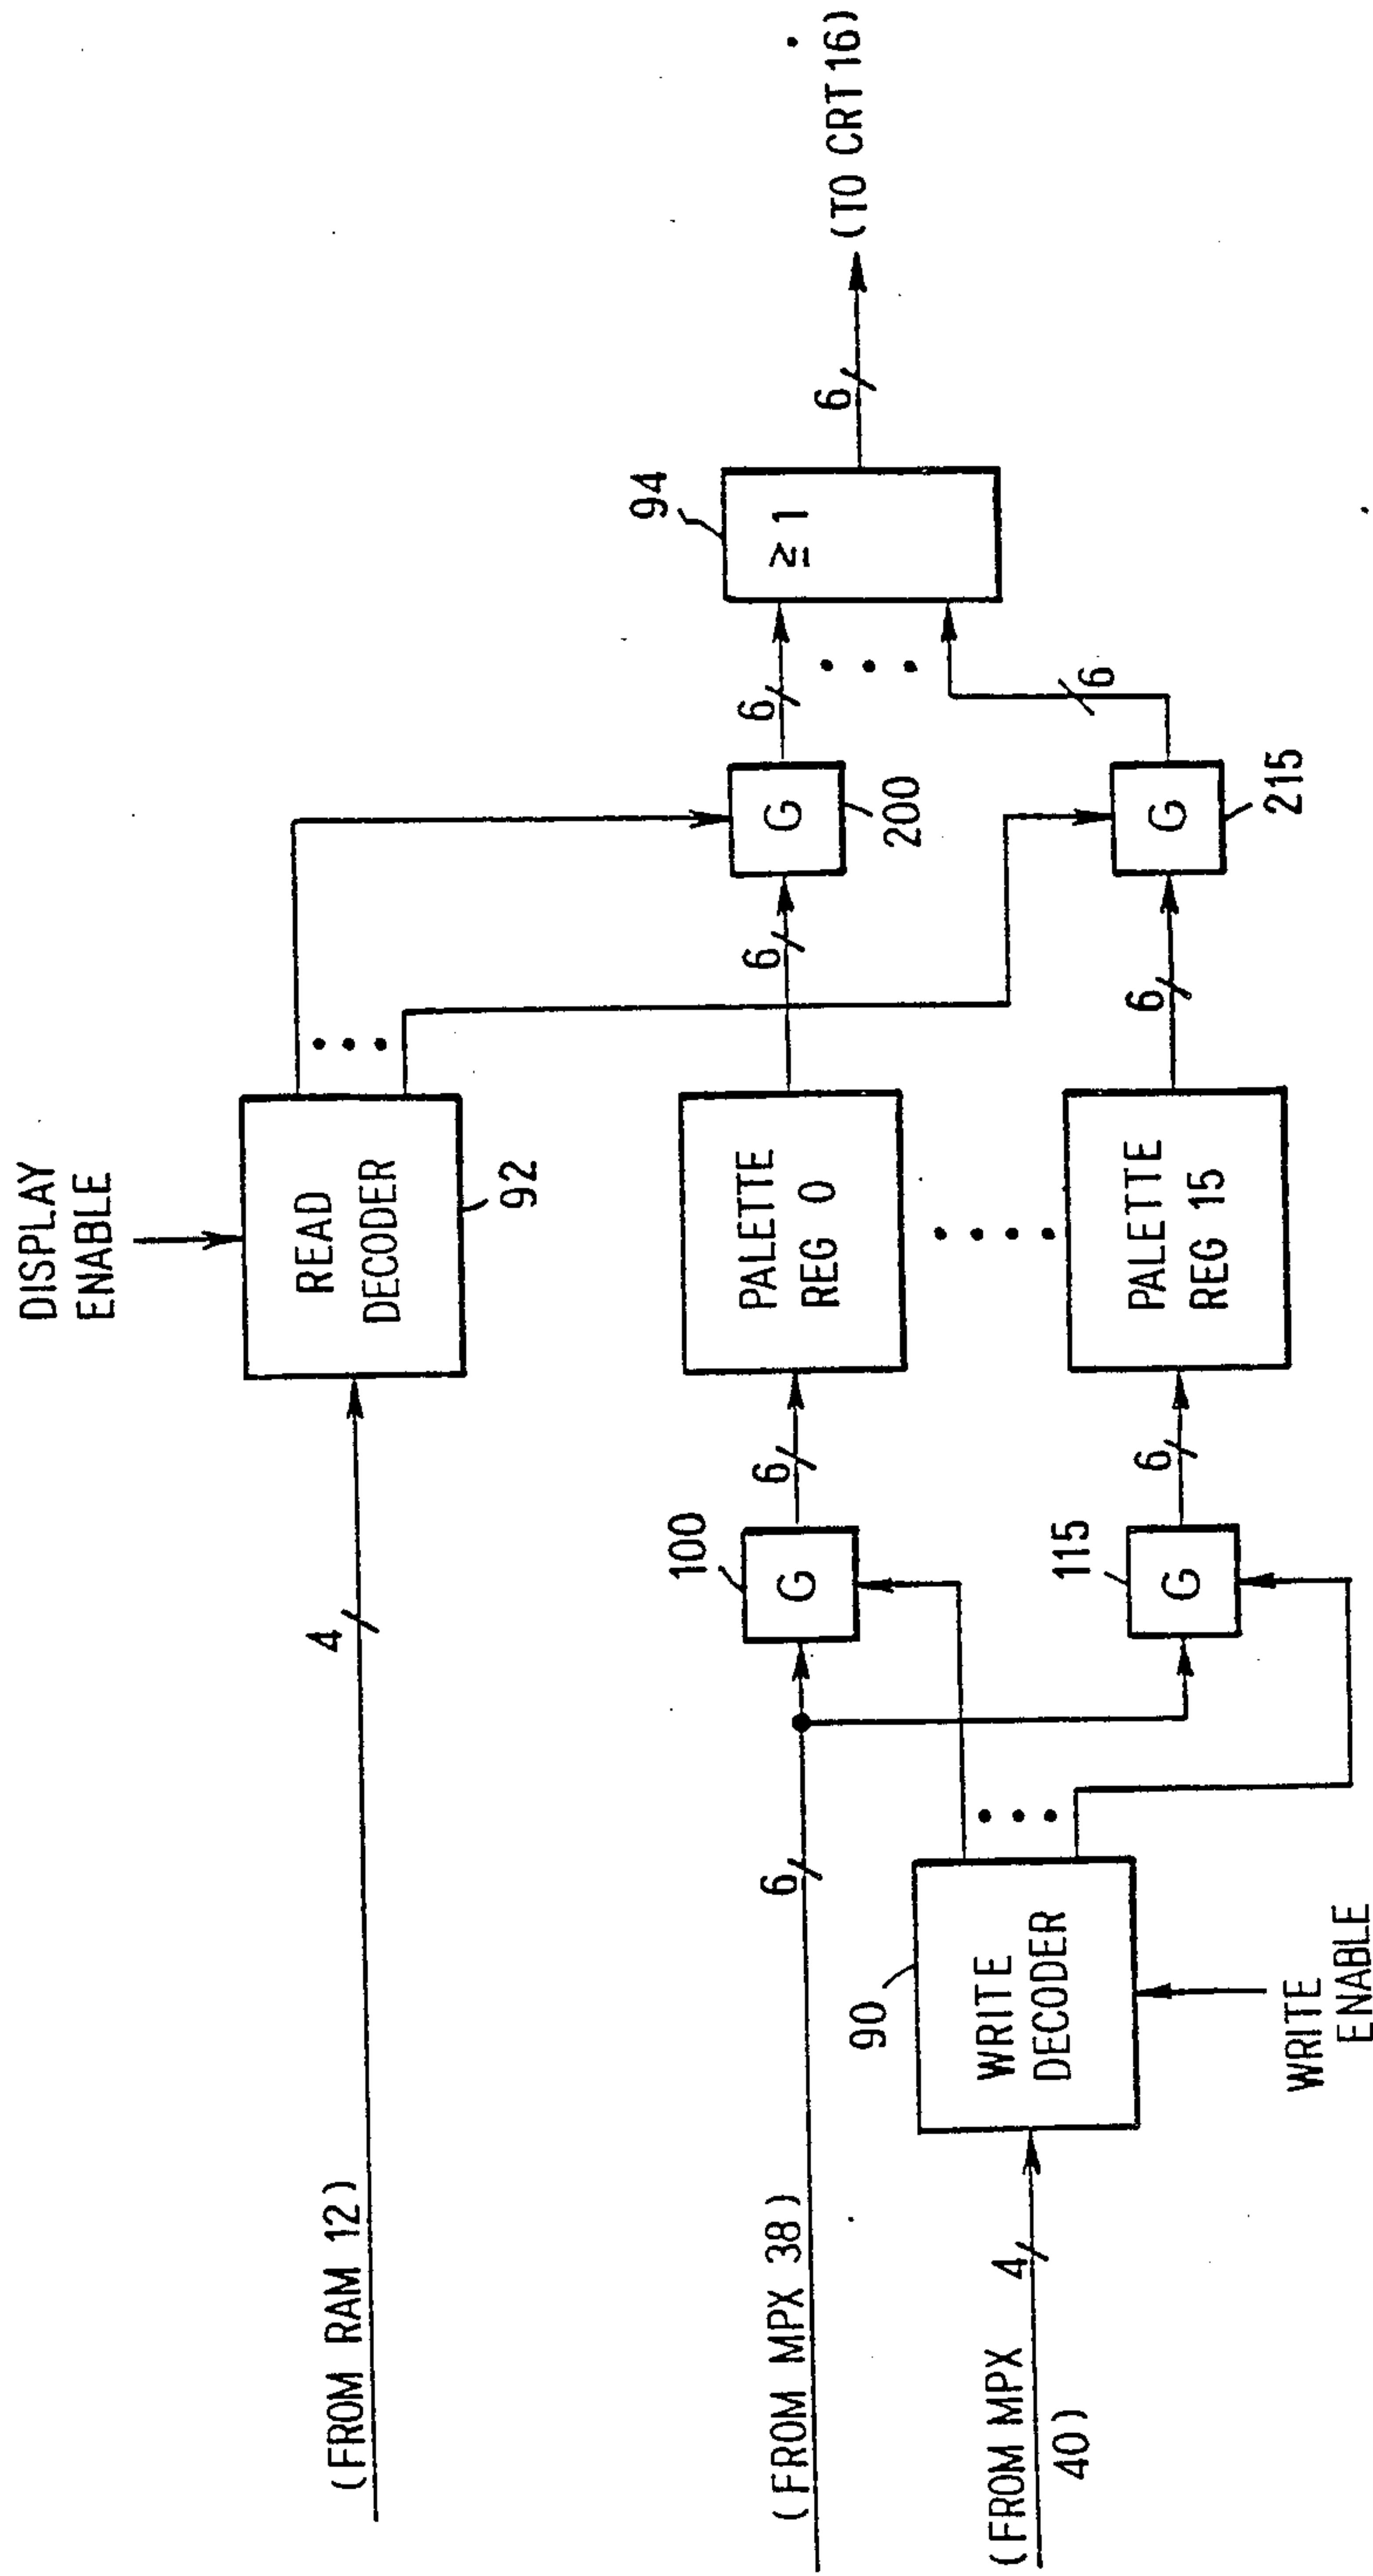 DISPLAY
ENABLE
(FROM RAM 12)
4
READ
DECODER
92
(FROM MPX 38)
6
100
G
6
PALETTE
REG 0
6
G
200
6
94
≥ 1
6
(TO CRT 16)
(FROM MPX
40)
4
90
WRITE
DECODER
WRITE
ENABLE
115
G
6
PALETTE
REG 15
6
G
215
6